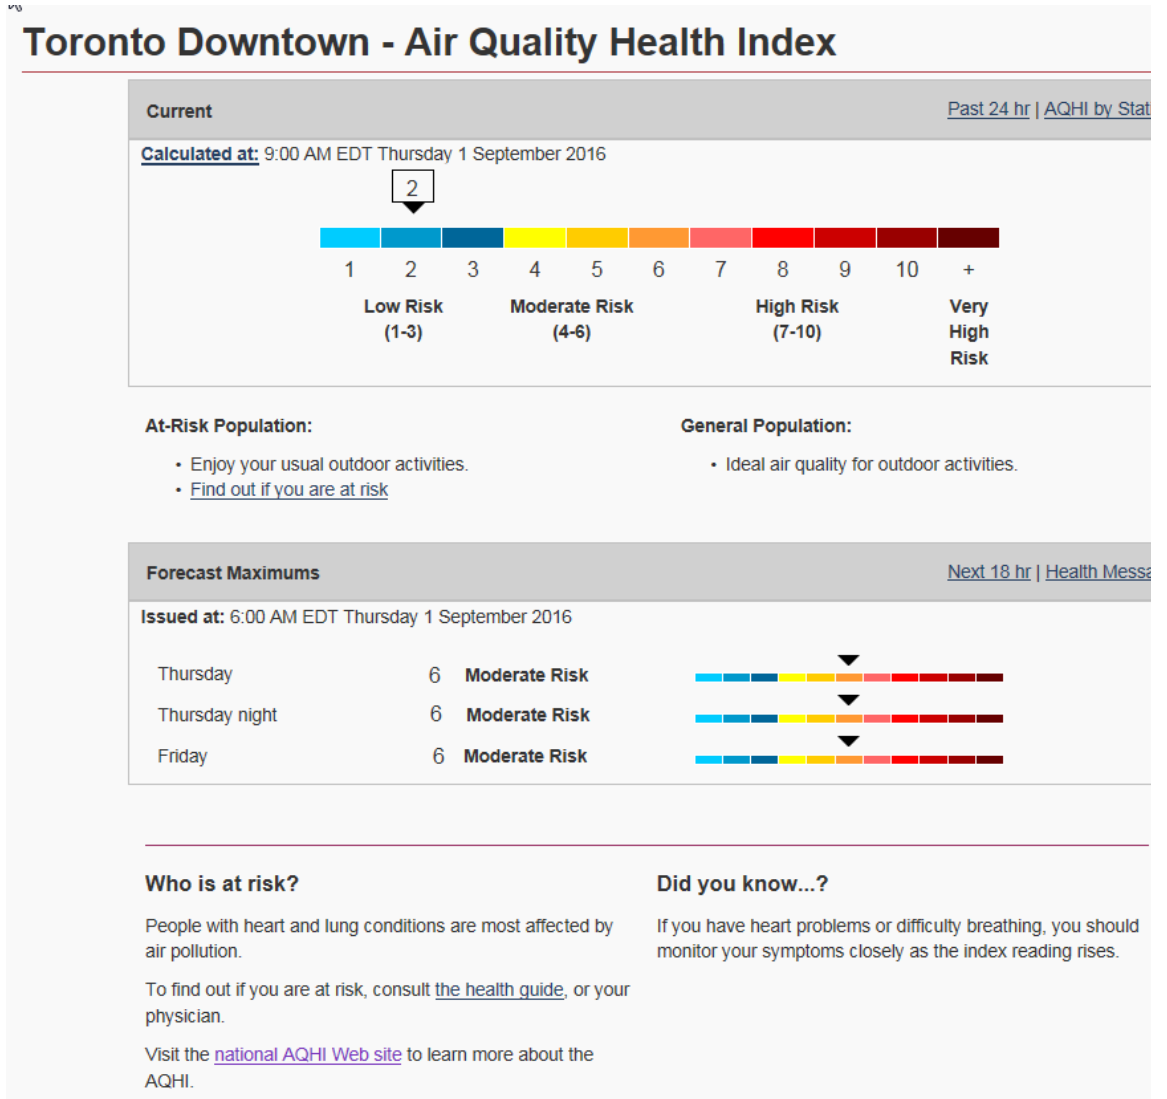 Toronto Downtown - Air Quality Health Index
Current
Past 24 hr | AQHI by Stat
Calculated at: 9:00 AM EDT Thursday 1 September 2016
2
1 2 3 4 5 6 7 8 9 10 +
Low Risk
(1-3)
Moderate Risk
(4-6)
High Risk
(7-10)
Very
High
Risk
At-Risk Population:
• Enjoy your usual outdoor activities.
• Find out if you are at risk
General Population:
• Ideal air quality for outdoor activities.
Forecast Maximums
Next 18 hr | Health Messa
Issued at: 6:00 AM EDT Thursday 1 September 2016
Thursday 6 Moderate Risk
Thursday night 6 Moderate Risk
Friday 6 Moderate Risk
Who is at risk?
People with heart and lung conditions are most affected by
air pollution.
To find out if you are at risk, consult the health guide, or your
physician.
Visit the national AQHI Web site to learn more about the
AQHI.
Did you know...?
If you have heart problems or difficulty breathing, you should
monitor your symptoms closely as the index reading rises.